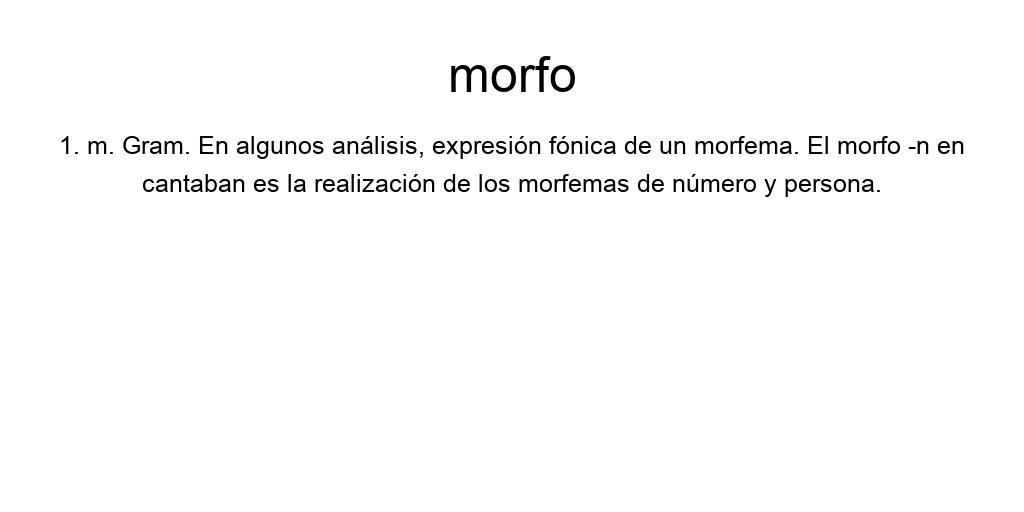 morfo
1. m. Gram. En algunos análisis, expresión fónica de un morfema. El morfo -n en
cantaban es la realización de los morfemas de número y persona.